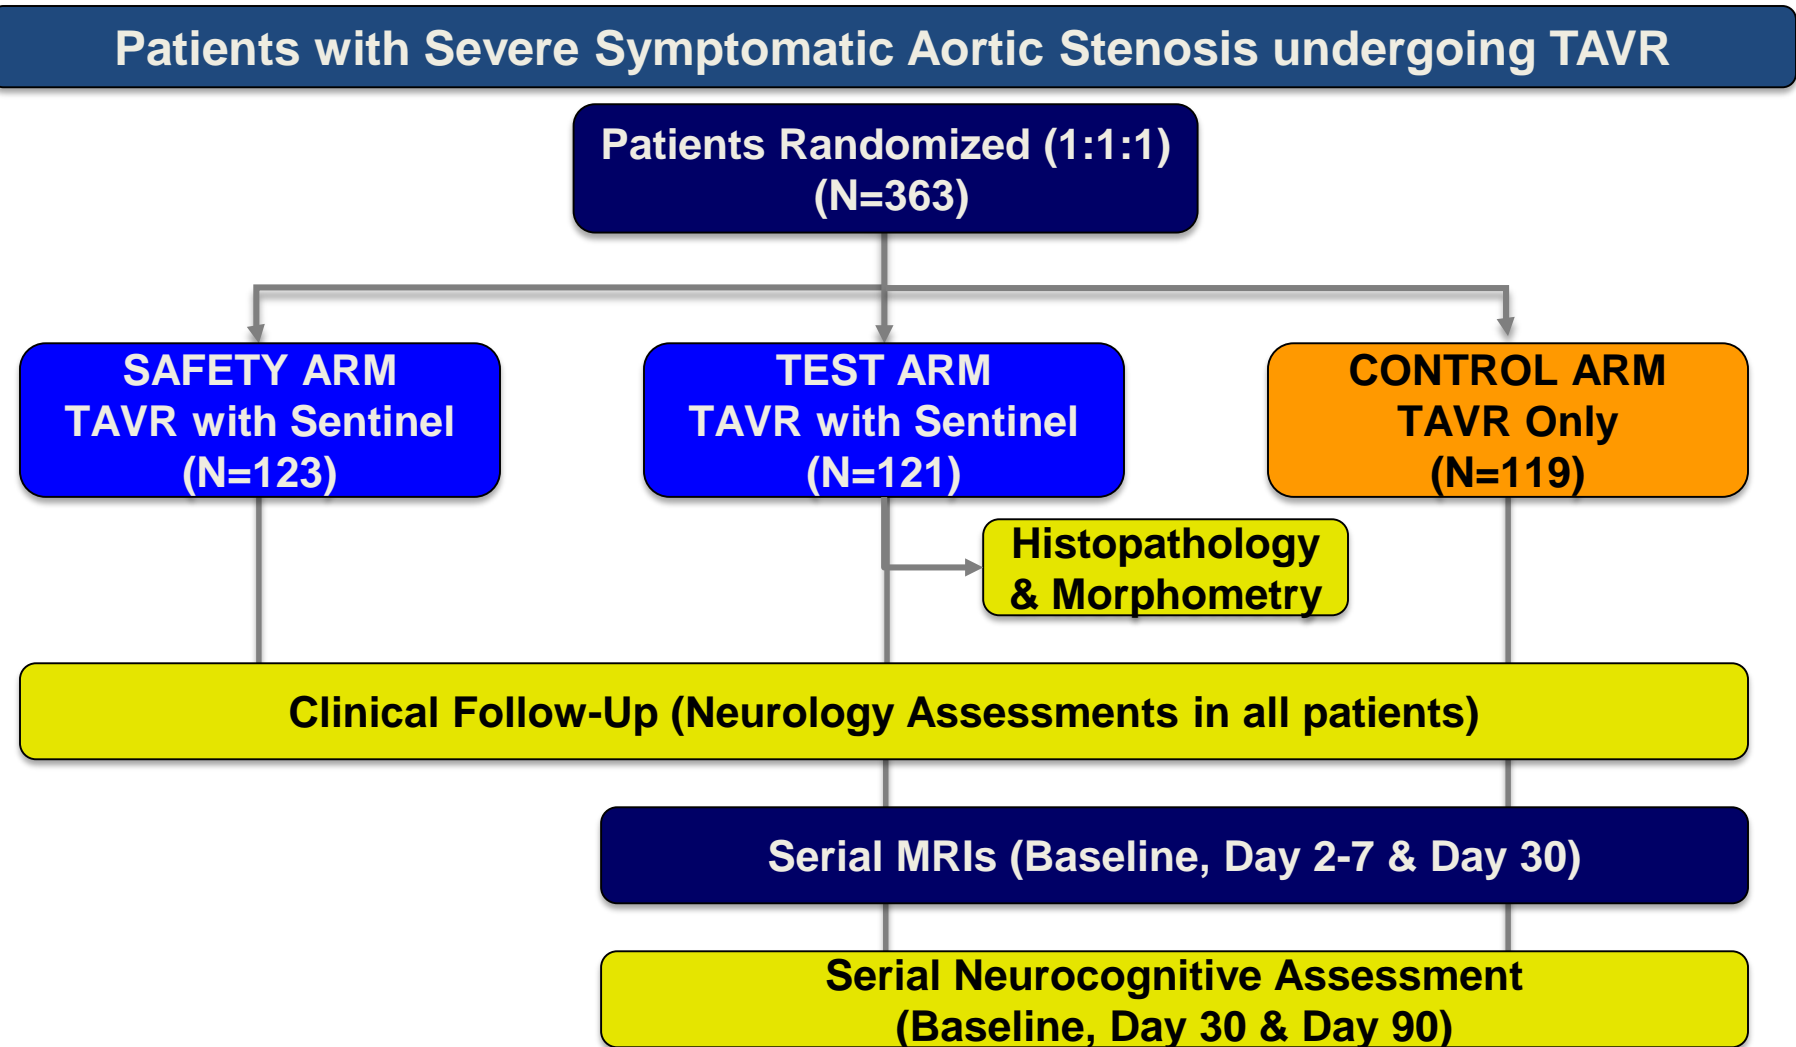 Patients with Severe Symptomatic Aortic Stenosis undergoing TAVR
Patients Randomized (1:1:1)
(N=363)
SAFETY ARM
TAVR with Sentinel
(N=123)
TEST ARM
TAVR with Sentinel
(N=121)
CONTROL ARM
TAVR Only
(N=119)
Histopathology
& Morphometry
Clinical Follow-Up (Neurology Assessments in all patients)
Serial MRIs (Baseline, Day 2-7 & Day 30)
Serial Neurocognitive Assessment
(Baseline, Day 30 & Day 90)